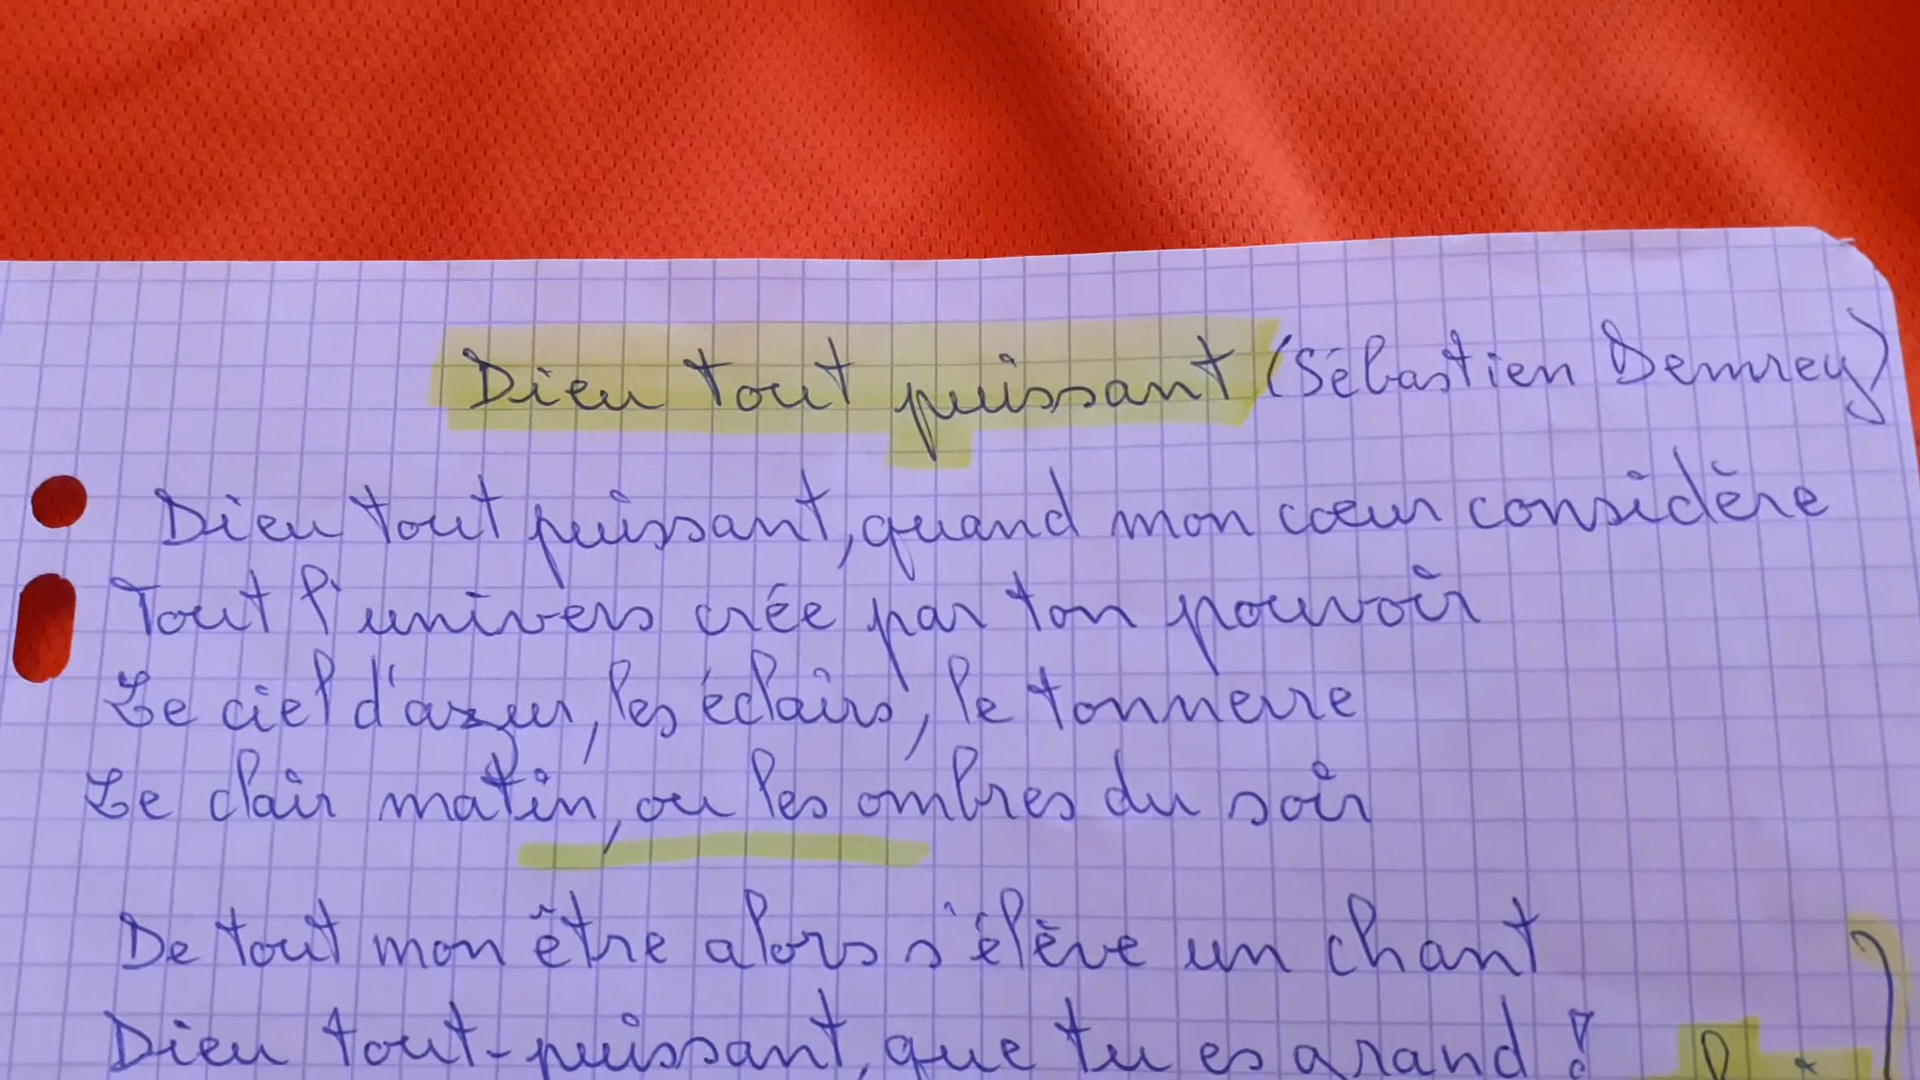 Dieu tout puissant (Sébastien Demrey)
Dieu tout puissant, quand mon cœur considère
Tout l'univers crée par ton pouvoir
Le ciel d'azur, les éclairs, le tonnerre
Le clair matin, ou les ombres du soir
De tout mon être alors s'élève un chant
Dieu tout-puissant, que tu es grand !